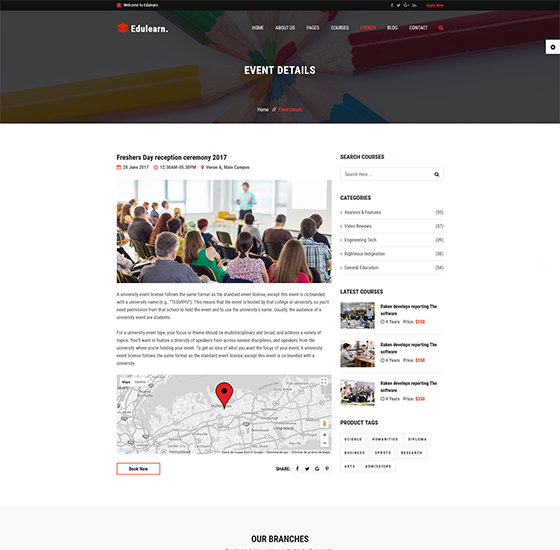 Welcome to Edulearn
Apply Now
Edulearn.
HOME ABOUT US PAGES COURSES EVENTS BLOG CONTACT
EVENT DETAILS
Home // Event Details
Freshers Day reception ceremony 2017
28 June 2017 12.30AM-05.30PM Venue A, Main Campus
A university event license follows the same format as the standard event license, except this event is co-branded
with a university name (e.g., "TEDxNYU"). This means that the event is hosted by that college or university, so you'll
need permission from that school to hold the event and to use the university's name. Usually, the audience of a
university event are students.
For a university event type, your focus or theme should be multidisciplinary and broad, and address a variety of
topics. You'll want to feature a diversity of speakers from across several disciplines, and speakers from the
university where you're holding your event. To get an idea of what you want the focus of your event, A university
event license follows the same format as the standard event license, except this event is co-branded with a
university.
Mapa
Huntington
Hempstead
Book Now
SHARE:
SEARCH COURSES
Search Here ...
CATEGORIES
Analysis & Features (05)
Video Reviews (07)
Engineering Tech (09)
Righteous Indignation (08)
General Education (04)
LATEST COURSES
Raken develops reporting The
software
4 Years Price: $350
Raken develops reporting The
software
4 Years Price: $350
Raken develops reporting The
software
4 Years Price: $350
PRODUCT TAGS
SCIENCE HUMANITIES DIPLOMA
BUSINESS SPROTS RESEARCH
ARTS ADMISSIONS
OUR BRANCHES